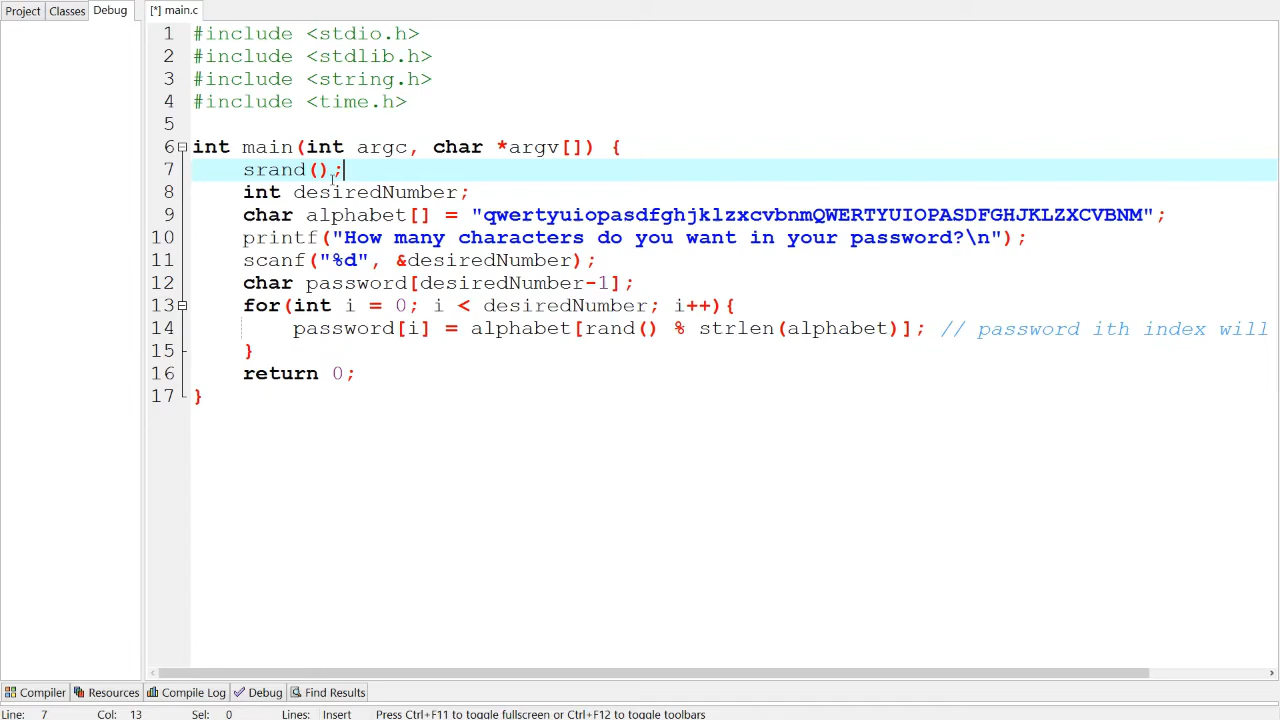 Project Classes Debug [*] main.c
1 #include <stdio.h>
2 #include <stdlib.h>
3 #include <string.h>
4 #include <time.h>
5
6 int main(int argc, char *argv[]) {
7 srand();
8 int desiredNumber;
9 char alphabet[] = "qwertyuiopasdfghjklzxcvbnmQWERTYUIOPASDFGHJKLZXCVBNM";
10 printf("How many characters do you want in your password?\n");
11 scanf("%d", &desiredNumber);
12 char password[desiredNumber-1];
13 for(int i = 0; i < desiredNumber; i++){
14 password[i] = alphabet[rand() % strlen(alphabet)]; // password ith index will
15 }
16 return 0;
17 }
Compiler Resources Compile Log Debug Find Results
Line: 7 Col: 13 Sel: 0 Lines: Insert Press Ctrl+F11 to toggle fullscreen or Ctrl+F12 to toggle toolbars